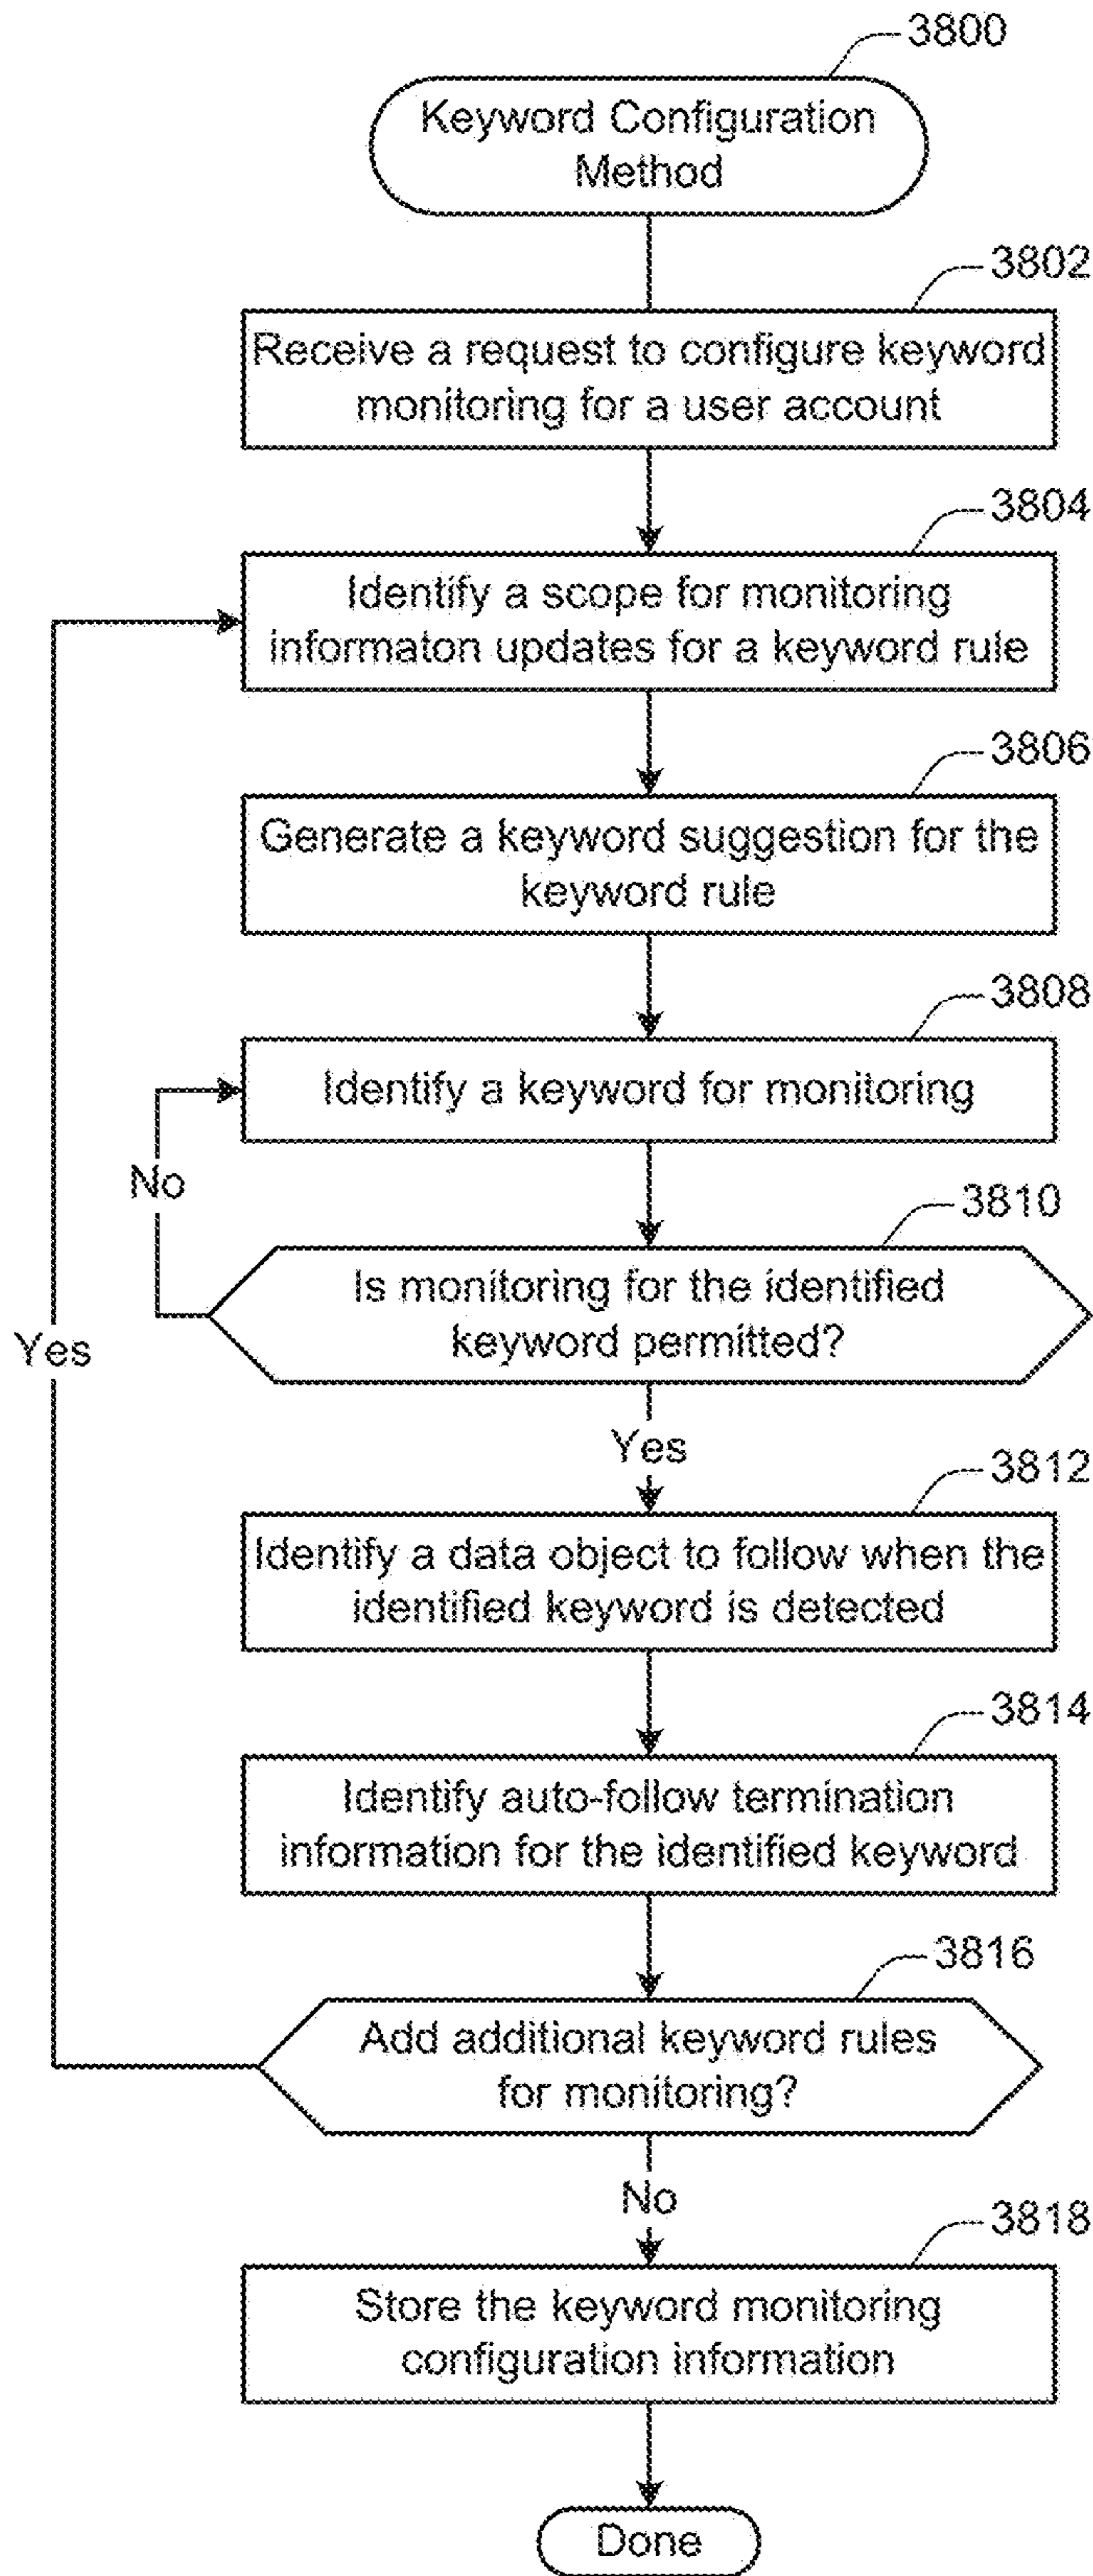 3800
Keyword Configuration
Method
3802
Receive a request to configure keyword
monitoring for a user account
3804
Identify a scope for monitoring
informaton updates for a keyword rule
3806
Generate a keyword suggestion for the
keyword rule
3808
Identify a keyword for monitoring
No
3810
Is monitoring for the identified
keyword permitted?
Yes
Yes
3812
Identify a data object to follow when the
identified keyword is detected
3814
Identify auto-follow termination
information for the identified keyword
3816
Add additional keyword rules
for monitoring?
No
3818
Store the keyword monitoring
configuration information
Done